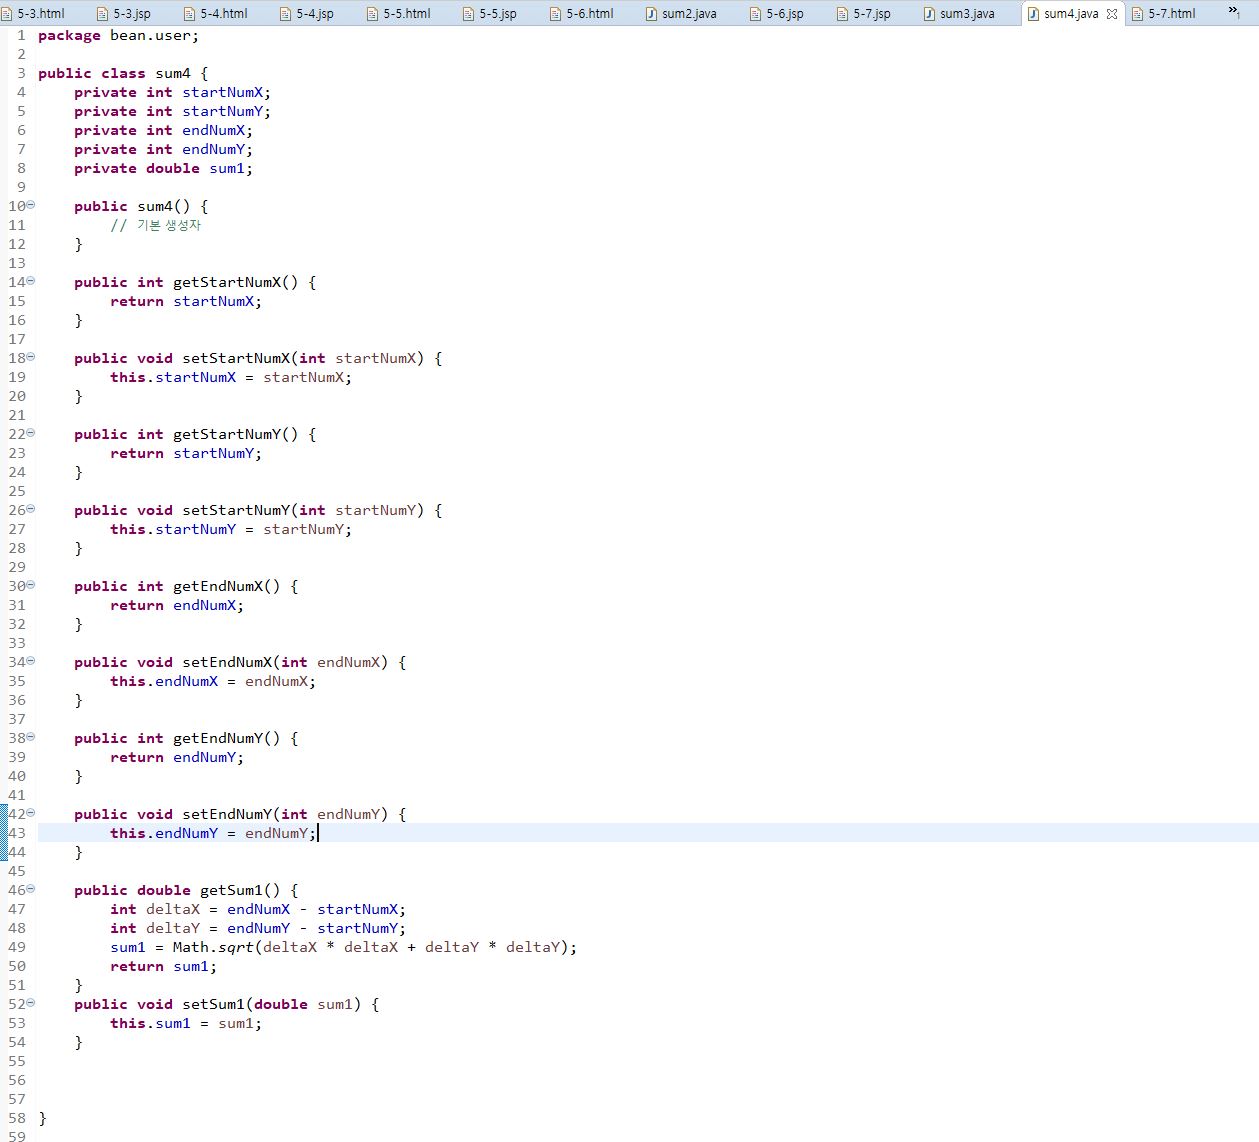 5-3.html 5-3.jsp 5-4.html 5-4.jsp 5-5.html 5-5.jsp 5-6.html sum2.java 5-6.jsp 5-7.jsp sum3.java sum4.java 5-7.html »1
1 package bean.user;
2
3 public class sum4 {
4 private int startNumX;
5 private int startNumY;
6 private int endNumX;
7 private int endNumY;
8 private double sum1;
9
10 public sum4() {
11 // 기본 생성자
12 }
13
14 public int getStartNumX() {
15 return startNumX;
16 }
17
18 public void setStartNumX(int startNumX) {
19 this.startNumX = startNumX;
20 }
21
22 public int getStartNumY() {
23 return startNumY;
24 }
25
26 public void setStartNumY(int startNumY) {
27 this.startNumY = startNumY;
28 }
29
30 public int getEndNumX() {
31 return endNumX;
32 }
33
34 public void setEndNumX(int endNumX) {
35 this.endNumX = endNumX;
36 }
37
38 public int getEndNumY() {
39 return endNumY;
40 }
41
42 public void setEndNumY(int endNumY) {
43 this.endNumY = endNumY;
44 }
45
46 public double getSum1() {
47 int deltaX = endNumX - startNumX;
48 int deltaY = endNumY - startNumY;
49 sum1 = Math.sqrt(deltaX * deltaX + deltaY * deltaY);
50 return sum1;
51 }
52 public void setSum1(double sum1) {
53 this.sum1 = sum1;
54 }
55
56
57
58 }
59